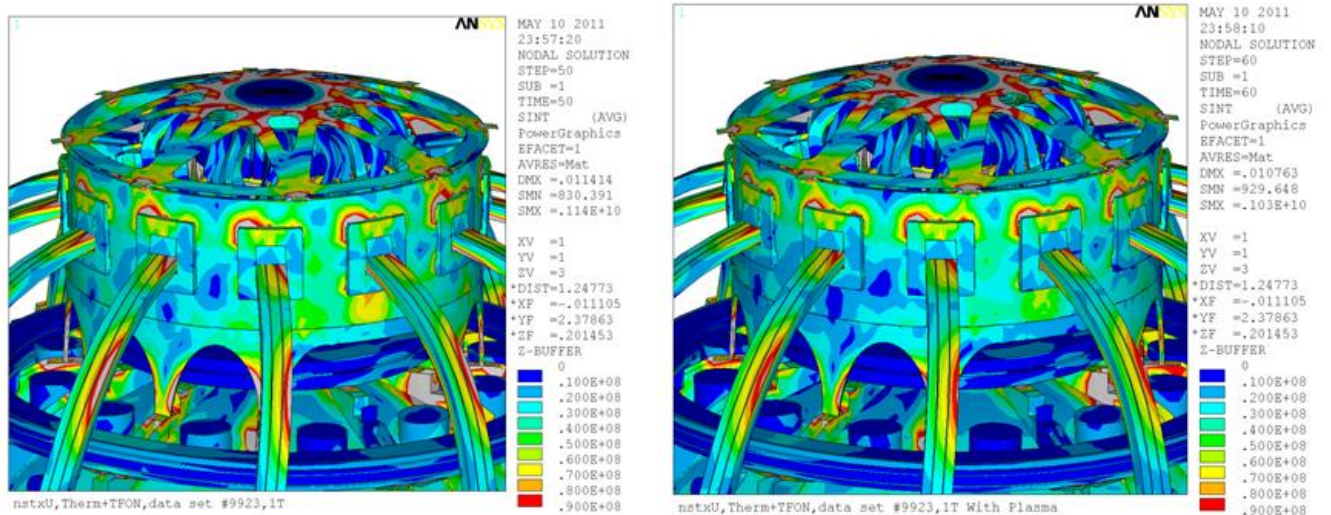 1
ANSYS
MAY 10 2011
23:57:20
NODAL SOLUTION
STEP=50
SUB =1
TIME=50
SINT (AVG)
PowerGraphics
EFACET=1
AVRES=Mat
DMX =.011414
SMN =830.391
SMX =.114E+10
XV =1
YV =1
ZV =3
*DIST=1.24773
*XF =-.011105
*YF =2.37863
*ZF =.201453
Z-BUFFER
0
.100E+08
.200E+08
.300E+08
.400E+08
.500E+08
.600E+08
.700E+08
.800E+08
.900E+08
nstxU,Therm+TFON,data set #9923,1T
1
ANSYS
MAY 10 2011
23:58:10
NODAL SOLUTION
STEP=60
SUB =1
TIME=60
SINT (AVG)
PowerGraphics
EFACET=1
AVRES=Mat
DMX =.010763
SMN =929.648
SMX =.103E+10
XV =1
YV =1
ZV =3
*DIST=1.24773
*XF =-.011105
*YF =2.37863
*ZF =.201453
Z-BUFFER
0
.100E+08
.200E+08
.300E+08
.400E+08
.500E+08
.600E+08
.700E+08
.800E+08
.900E+08
nstxU,Therm+TFON,data set #9923,1T With Plasma